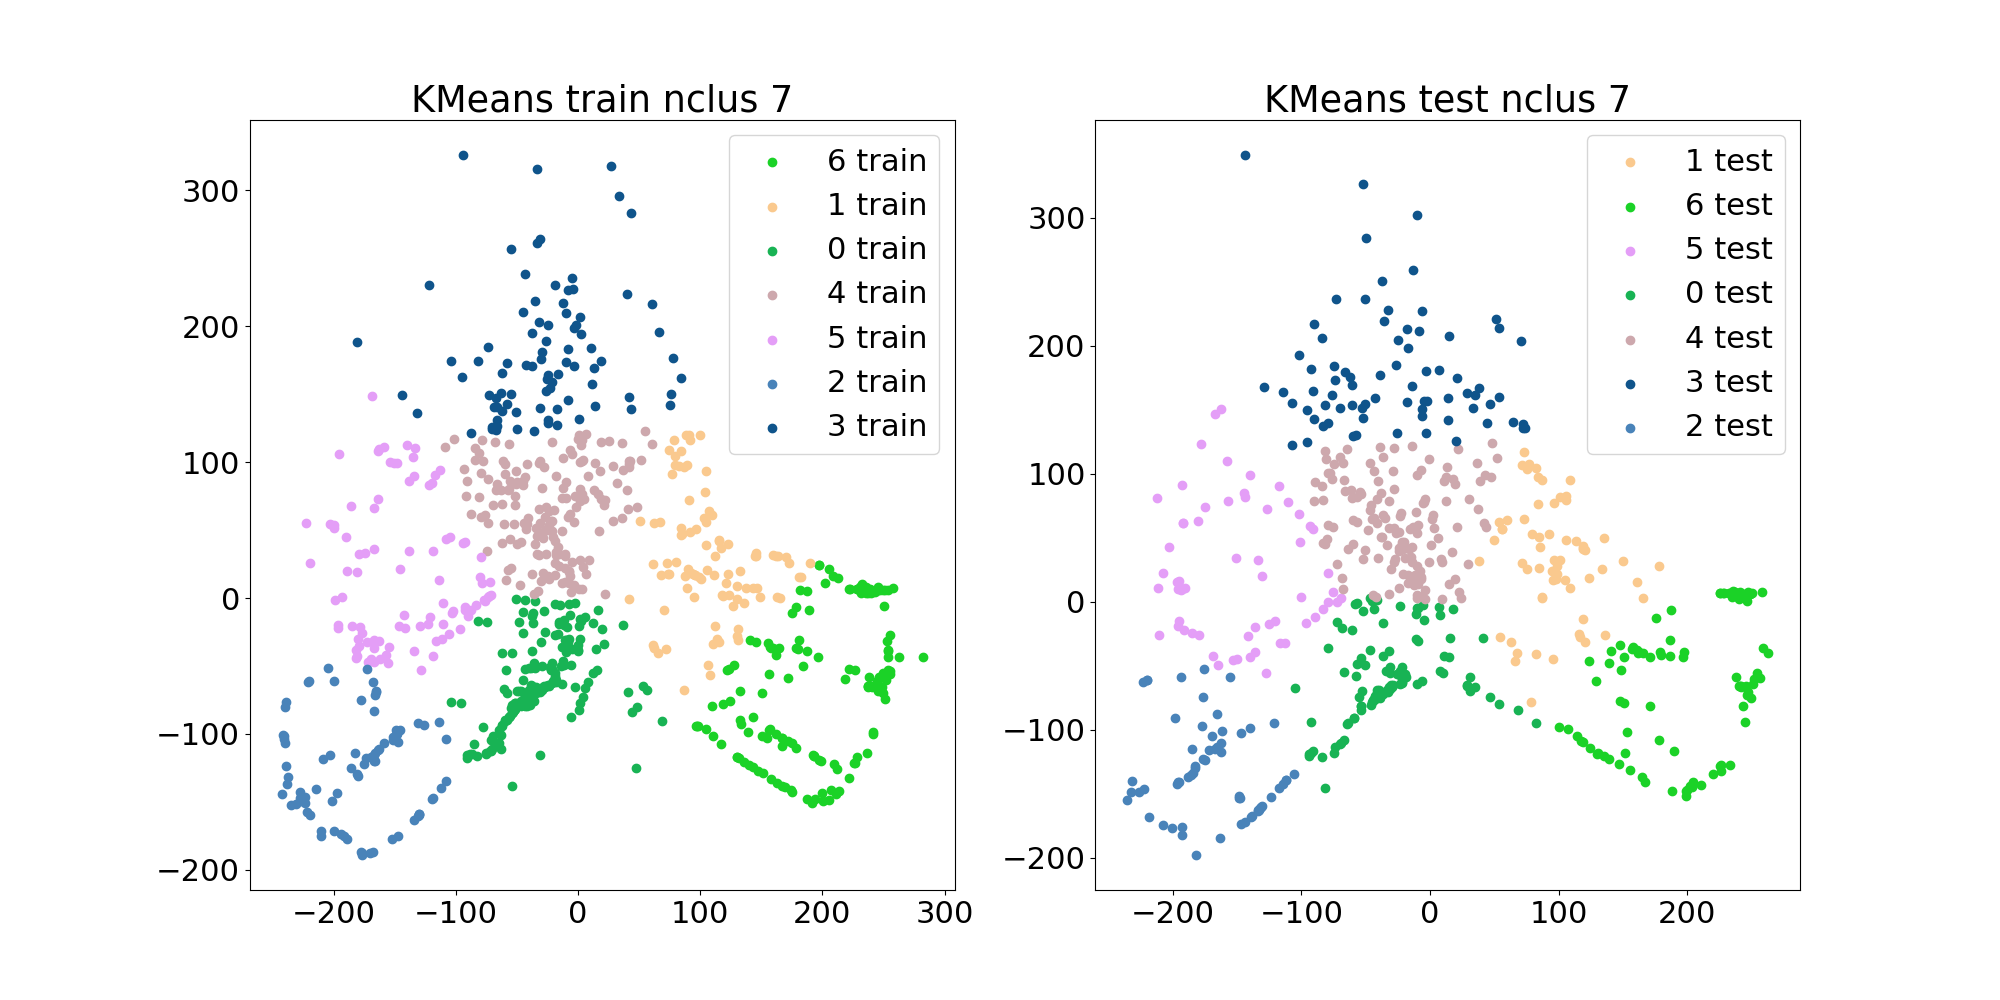 KMeans train nclus 7
300
200
100
0
−100
−200
−200 −100 0 100 200 300
6 train
1 train
0 train
4 train
5 train
2 train
3 train
KMeans test nclus 7
300
200
100
0
−100
−200
−200 −100 0 100 200
1 test
6 test
5 test
0 test
4 test
3 test
2 test